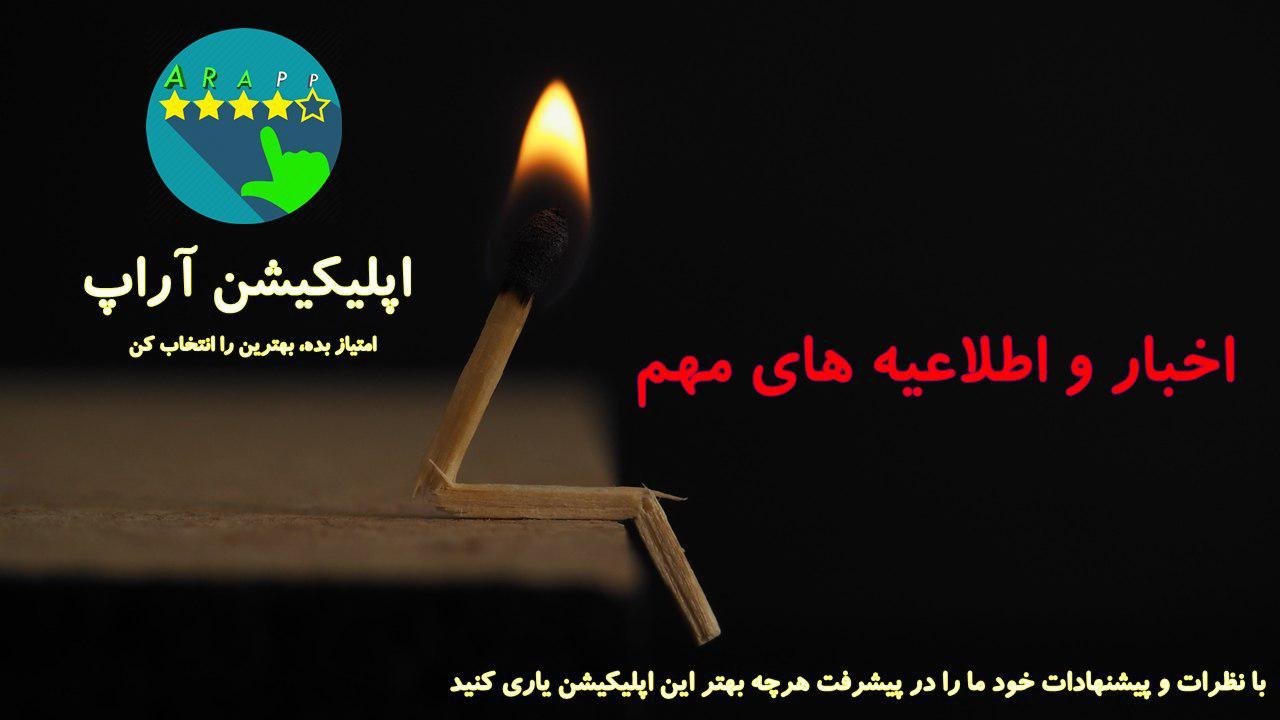 ARAPP
اپلیکیشن آراپ
امتیاز بده، بهترین را انتخاب کن
اخبار و اطلاعیه های مهم
با نظرات و پیشنهادات خود ما را در پیشرفت هرچه بهتر این اپلیکیشن یاری کنید